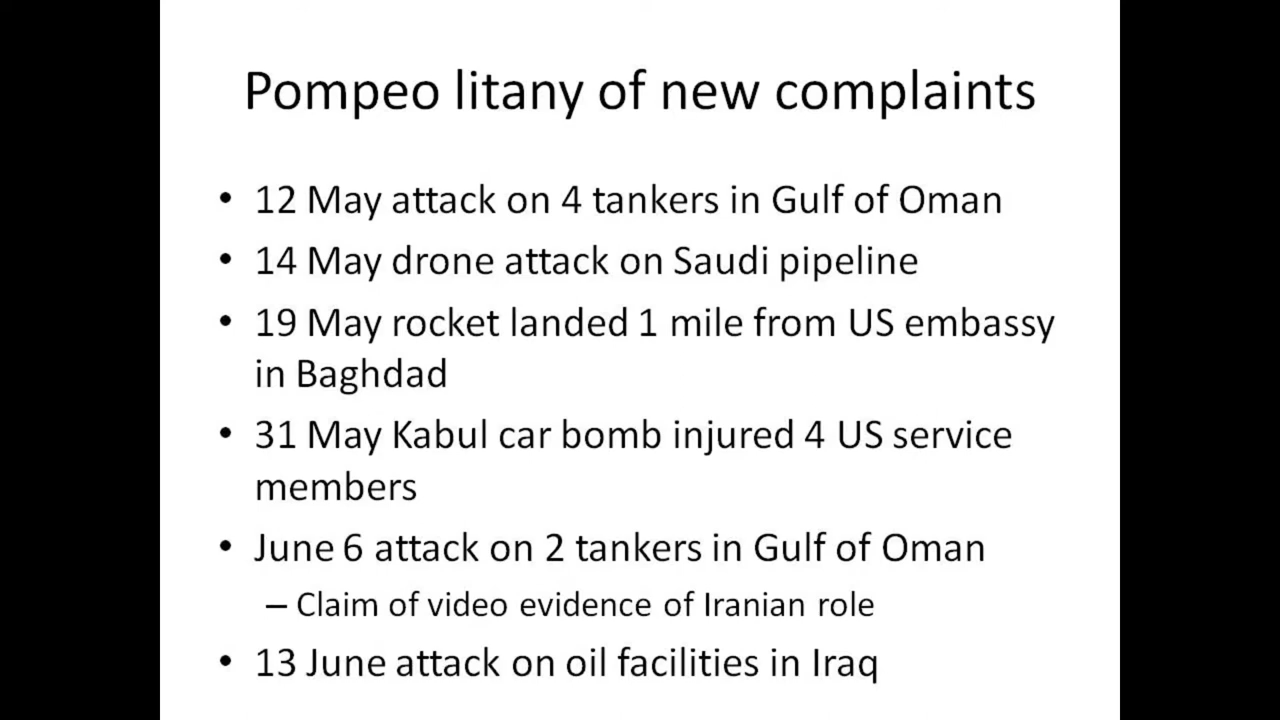 Pompeo litany of new complaints
• 12 May attack on 4 tankers in Gulf of Oman
• 14 May drone attack on Saudi pipeline
• 19 May rocket landed 1 mile from US embassy
in Baghdad
• 31 May Kabul car bomb injured 4 US service
members
• June 6 attack on 2 tankers in Gulf of Oman
– Claim of video evidence of Iranian role
• 13 June attack on oil facilities in Iraq